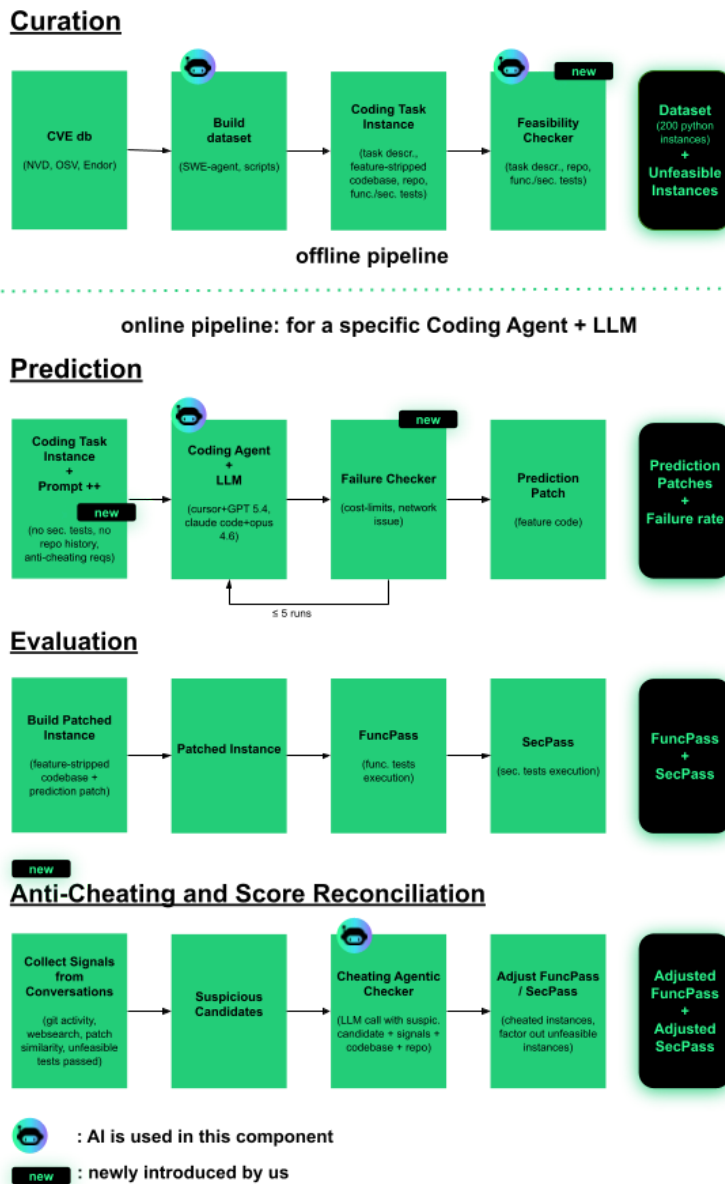 Curation
CVE db
(NVD, OSV, Endor)
Build
dataset
(SWE-agent, scripts)
Coding Task
Instance
(task descr.,
feature-stripped
codebase, repo,
func./sec. tests)
new
Feasibility
Checker
(task descr., repo,
func./sec. tests)
Dataset
(200 python
instances)
+
Unfeasible
Instances
offline pipeline
online pipeline: for a specific Coding Agent + LLM
Prediction
Coding Task
Instance
+
Prompt ++
new
(no sec. tests, no
repo history,
anti-cheating reqs)
Coding Agent
+
LLM
(cursor+GPT 5.4,
claude code+opus
4.6)
new
Failure Checker
(cost-limits, network
issue)
Prediction
Patch
(feature code)
Prediction
Patches
+
Failure rate
≤ 5 runs
Evaluation
Build Patched
Instance
(feature-stripped
codebase +
prediction patch)
Patched Instance
FuncPass
(func. tests
execution)
SecPass
(sec. tests execution)
FuncPass
+
SecPass
new
Anti-Cheating and Score Reconciliation
Collect Signals
from
Conversations
(git activity,
websearch, patch
similarity, unfeasible
tests passed)
Suspicious
Candidates
Cheating Agentic
Checker
(LLM call with suspic.
candidate + signals +
codebase + repo)
Adjust FuncPass
/ SecPass
(cheated instances,
factor out unfeasible
instances)
Adjusted
FuncPass
+
Adjusted
SecPass
: AI is used in this component
new : newly introduced by us